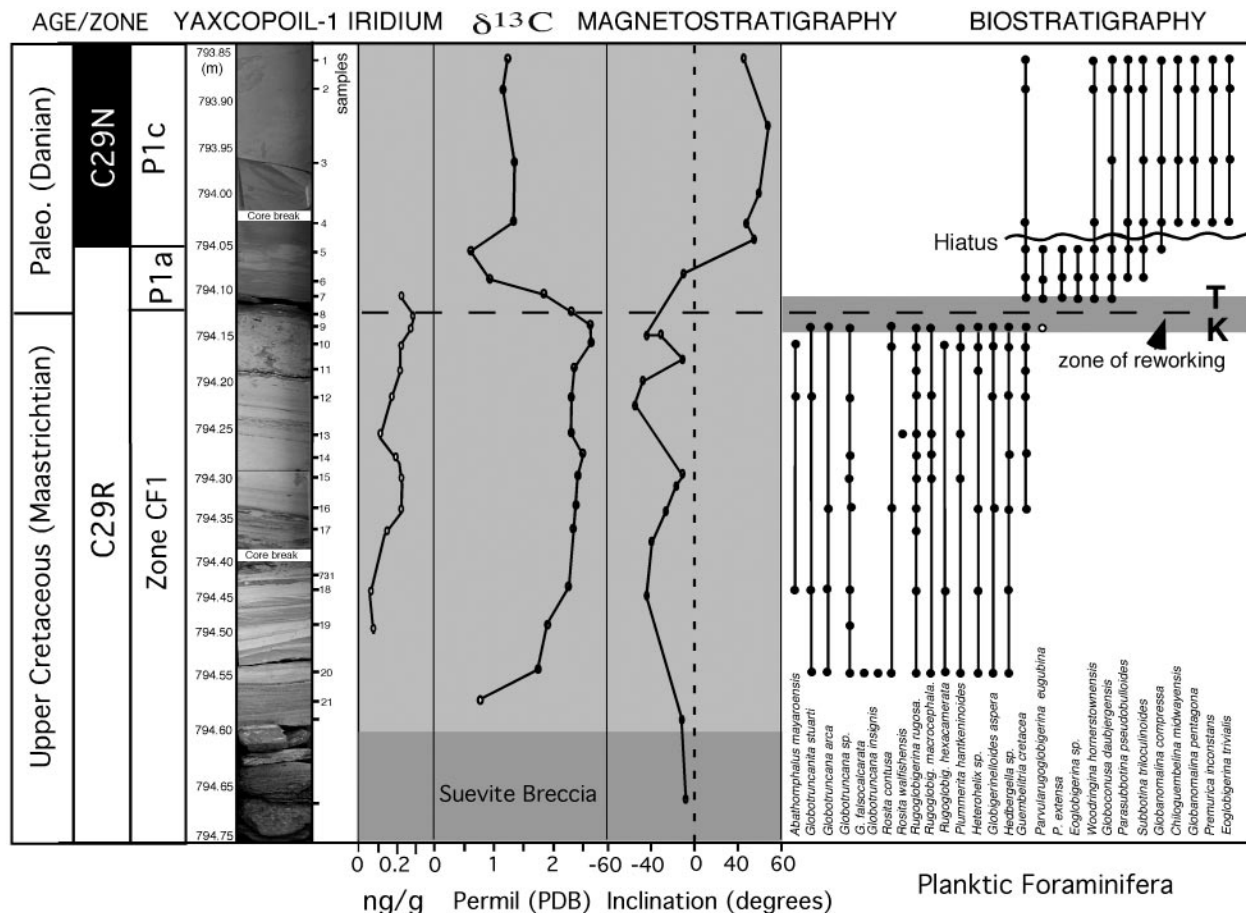 AGE/ZONE YAXCOPOIL-1 IRIDIUM δ13C MAGNETOSTRATIGRAPHY BIOSTRATIGRAPHY
Paleo. (Danian)
Upper Cretaceous (Maastrichtian)
C29N
C29R
P1c
P1a
Zone CF1
793.85
(m)
793.90
793.95
794.00
794.05
794.10
794.15
794.20
794.25
794.30
794.35
794.40
794.45
794.50
794.55
794.60
794.65
794.75
Core break
Core break
samples
1
2
3
4
5
6
7
8
9
10
11
12
13
14
15
16
17
731
18
19
20
21
Suevite Breccia
Hiatus
T
K
zone of reworking
Abathomphalus mayaroensis
Globotruncanita stuarti
Globotruncana arca
Globotruncana sp.
G. falsocalcarata
Globotruncana insignis
Rosita contusa
Rosita walfishensis
Rugoglobigerina rugosa.
Rugoglobig. macrocephala.
Rugoglobig. hexacamerata
Plummerita hantkeninoides
Heterohelix sp.
Globigerinelloides aspera
Hedbergella sp.
Guembelitria cretacea
Parvularugoglobigerina eugubina
P. extensa
Eoglobigerina sp.
Woodringina hornerstownensis
Globoconusa daubjergensis
Parasubbotina pseudobulloides
Subbotina triloculinoides
Globanomalina compressa
Chiloguembelina midwayensis
Globanomalina pentagona
Premurica inconstans
Eoglobigerina trivialis
0 0.2 0 1 2 -60 -40 0 40 60
ng/g Permil (PDB) Inclination (degrees)
Planktic Foraminifera